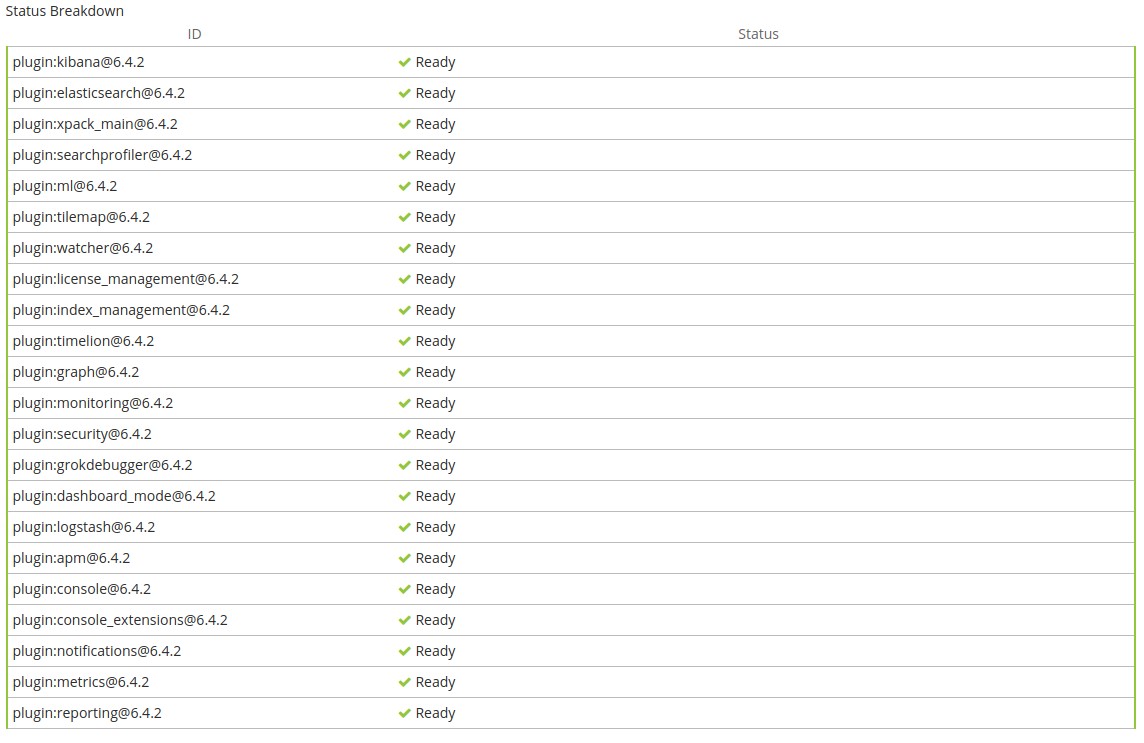 Status Breakdown
ID Status
plugin:kibana@6.4.2 Ready
plugin:elasticsearch@6.4.2 Ready
plugin:xpack_main@6.4.2 Ready
plugin:searchprofiler@6.4.2 Ready
plugin:ml@6.4.2 Ready
plugin:tilemap@6.4.2 Ready
plugin:watcher@6.4.2 Ready
plugin:license_management@6.4.2 Ready
plugin:index_management@6.4.2 Ready
plugin:timelion@6.4.2 Ready
plugin:graph@6.4.2 Ready
plugin:monitoring@6.4.2 Ready
plugin:security@6.4.2 Ready
plugin:grokdebugger@6.4.2 Ready
plugin:dashboard_mode@6.4.2 Ready
plugin:logstash@6.4.2 Ready
plugin:apm@6.4.2 Ready
plugin:console@6.4.2 Ready
plugin:console_extensions@6.4.2 Ready
plugin:notifications@6.4.2 Ready
plugin:metrics@6.4.2 Ready
plugin:reporting@6.4.2 Ready